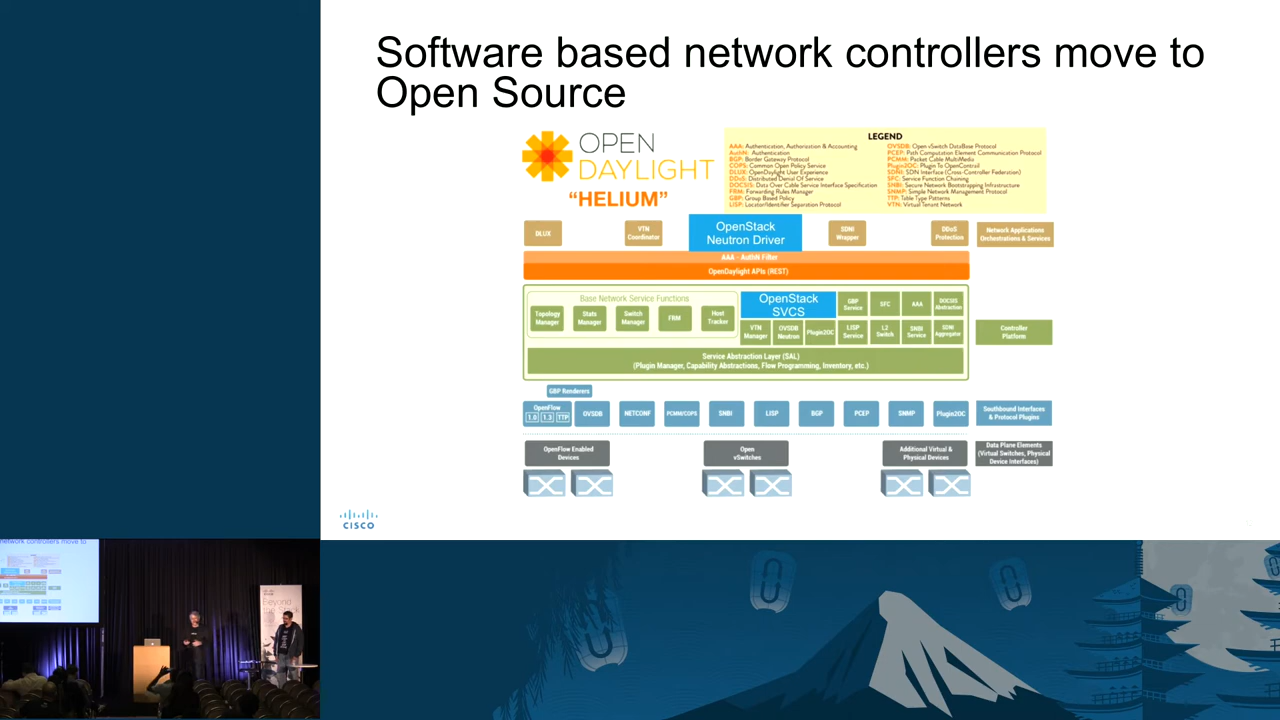 Software based network controllers move to
Open Source
OPEN
DAYLIGHT
“HELIUM”
LEGEND
AAA: Authentication, Authorization & Accounting
AuthN: Authentication
BGP: Border Gateway Protocol
COPS: Common Open Policy Service
DLUX: OpenDaylight User Experience
DDoS: Distributed Denial Of Service
DOCSIS: Data Over Cable Service Interface Specification
FRM: Forwarding Rules Manager
GBP: Group Based Policy
LISP: Locator/Identifier Separation Protocol
OVSDB: Open vSwitch DataBase Protocol
PCEP: Path Computation Element Communication Protocol
PCMM: Packet Cable MultiMedia
Plugin2OC: Plugin To OpenContrail
SDNI: SDN Interface (Cross-Controller Federation)
SFC: Service Function Chaining
SNBI: Secure Network Bootstrapping Infrastructure
SNMP: Simple Network Management Protocol
TTP: Table Type Patterns
VTN: Virtual Tenant Network
DLUX
VTN
Coordinator
OpenStack
Neutron Driver
SDNI
Wrapper
DDoS
Protection
Network Applications
Orchestrations & Services
AAA - AuthN Filter
OpenDaylight APIs (REST)
Base Network Service Functions
Topology
Manager
Stats
Manager
Switch
Manager
FRM
Host
Tracker
OpenStack
SVCS
GBP
Service
SFC
AAA
DOCSIS
Abstraction
VTN
Manager
OVSDB
Neutron
Plugin2OC
LISP
Service
L2
Switch
SNBI
Service
SDNI
Aggregator
Controller
Platform
Service Abstraction Layer (SAL)
(Plugin Manager, Capability Abstractions, Flow Programming, Inventory, etc.)
GBP Renderers
OpenFlow
1.0 1.3 TTP
OVSDB
NETCONF
PCMM/COPS
SNBI
LISP
BGP
PCEP
SNMP
Plugin2OC
Southbound Interfaces
& Protocol Plugins
OpenFlow Enabled
Devices
Open
vSwitches
Additional Virtual &
Physical Devices
Data Plane Elements
(Virtual Switches, Physical
Device Interfaces)
CISCO
network controllers move to
Beyond
the Stack